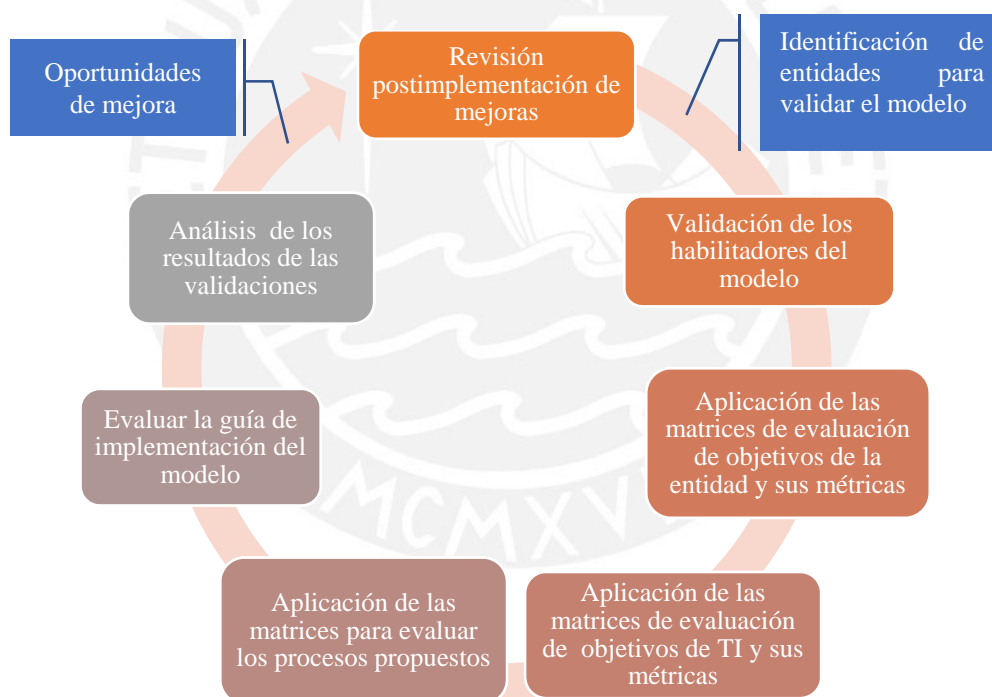 Oportunidades
de mejora
Revisión
postimplementación de
mejoras
Identificación de
entidades para
validar el modelo
Validación de los
habilitadores del
modelo
Aplicación de las
matrices de evaluación
de objetivos de la
entidad y sus métricas
Aplicación de las
matrices de evaluación
de objetivos de TI y sus
métricas
Aplicación de las
matrices para evaluar
los procesos propuestos
Evaluar la guía de
implementación del
modelo
Análisis de los
resultados de las
validaciones